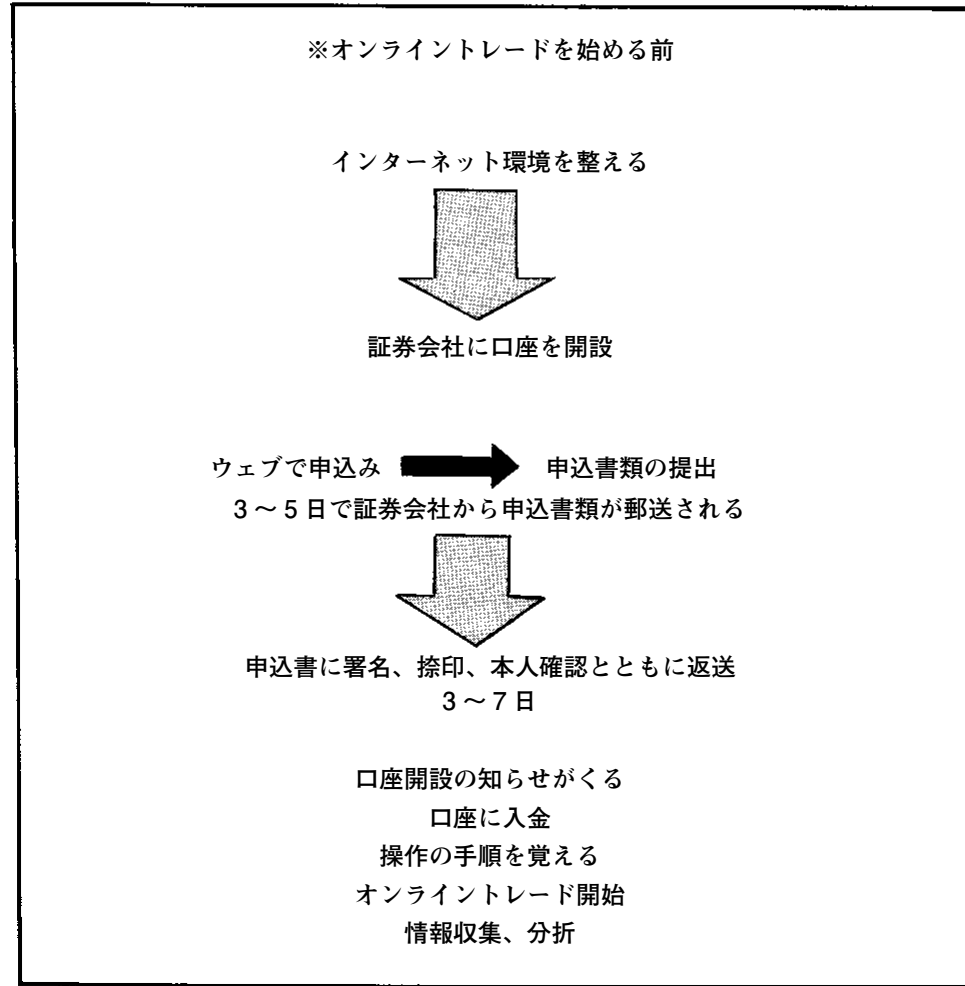 ※オンライントレードを始める前
インターネット環境を整える
証券会社に口座を開設
ウェブで申込み 申込書類の提出
3〜5日で証券会社から申込書類が郵送される
申込書に署名、捺印、本人確認とともに返送
3〜7日
口座開設の知らせがくる
口座に入金
操作の手順を覚える
オンライントレード開始
情報収集、分折